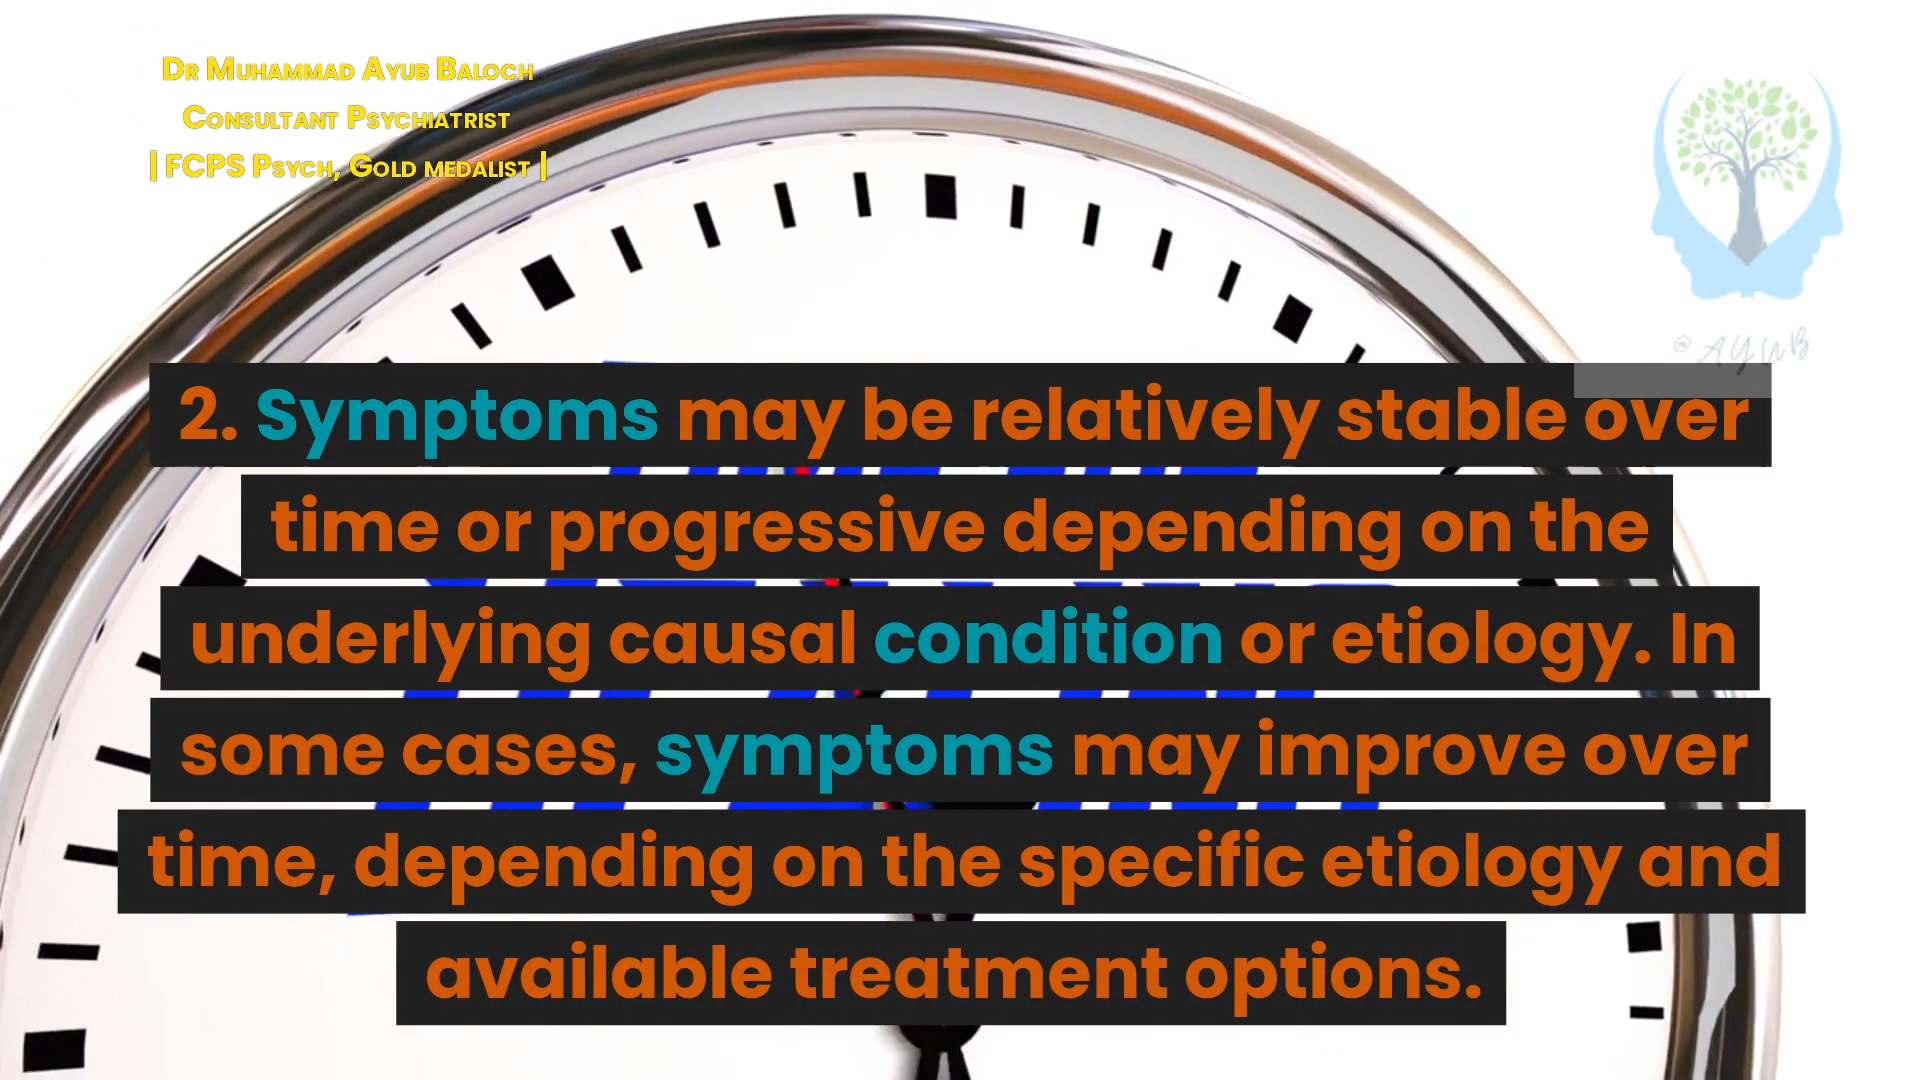 Dr Muhammad Ayub Baloch
Consultant Psychiatrist
| FCPS Psych, Gold medalist |
@AYUB
2. Symptoms may be relatively stable over
time or progressive depending on the
underlying causal condition or etiology. In
some cases, symptoms may improve over
time, depending on the specific etiology and
available treatment options.